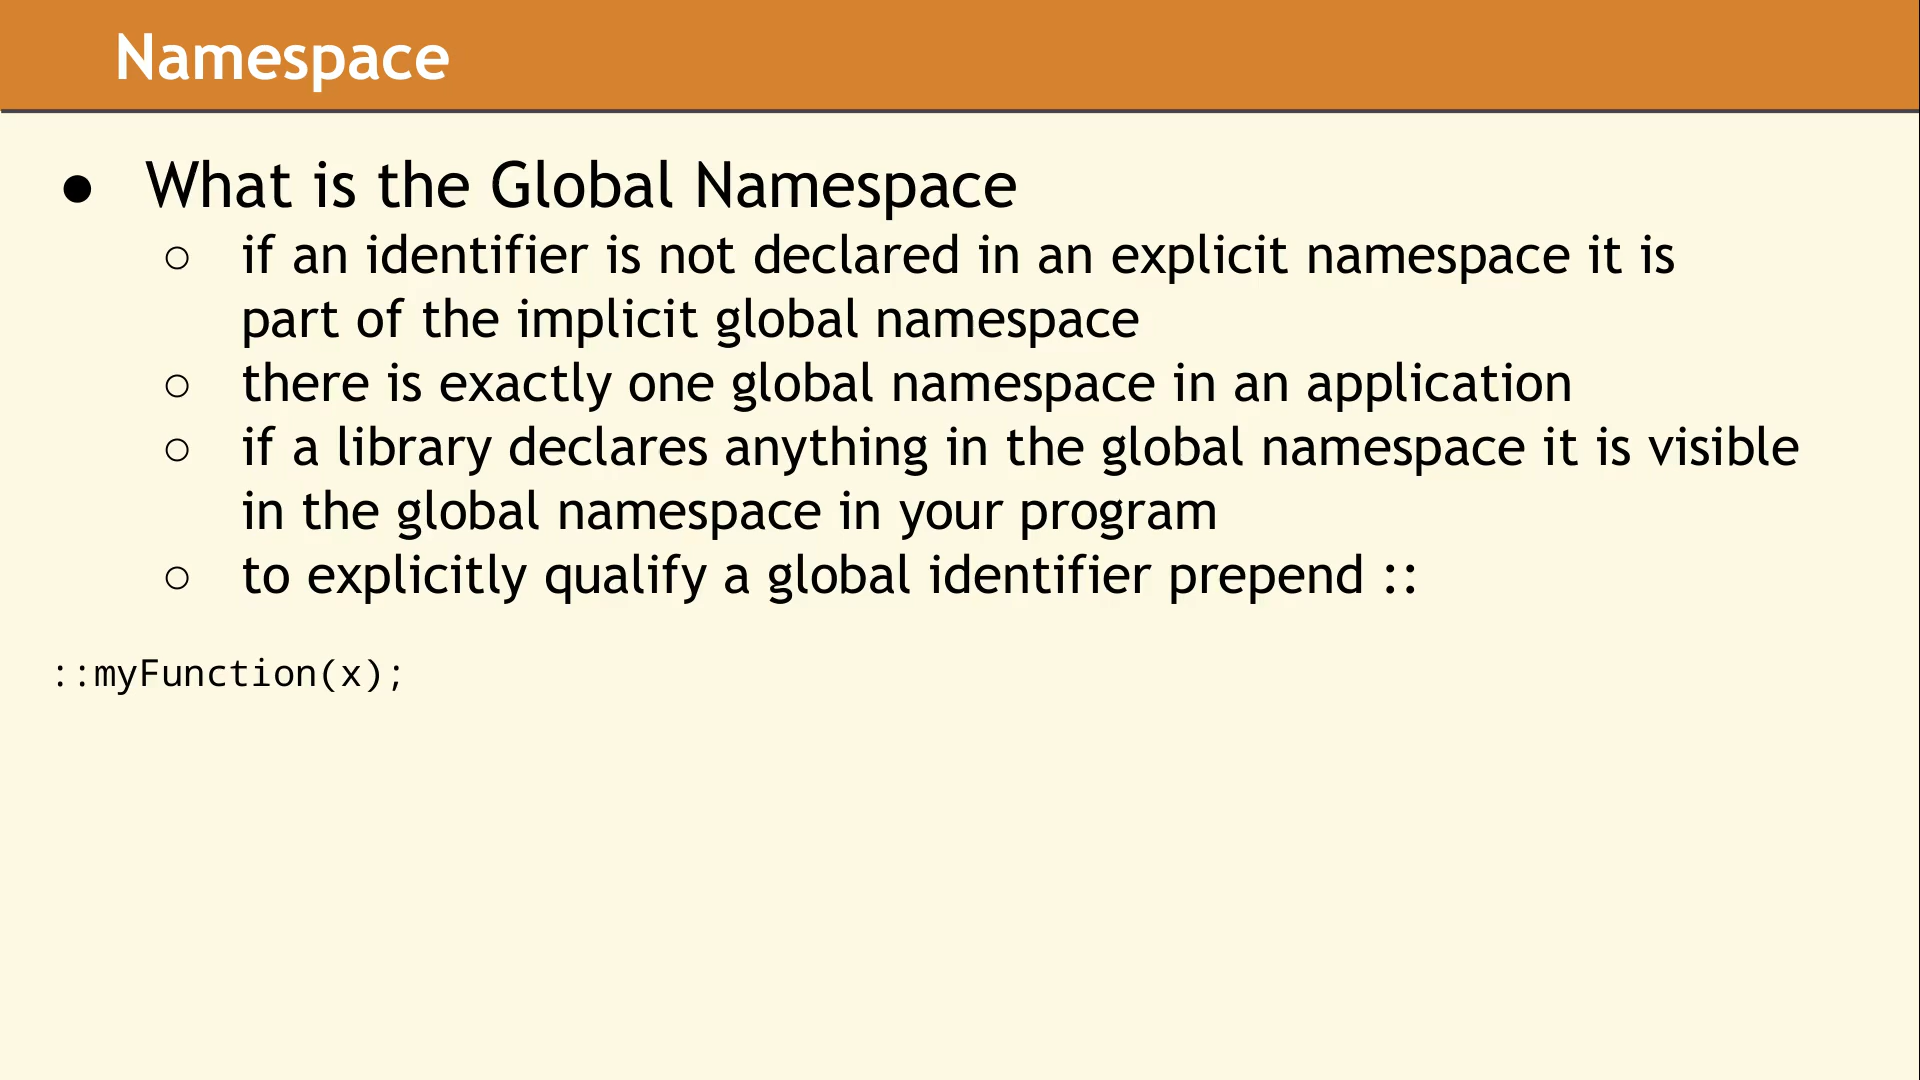 Namespace
● What is the Global Namespace
○ if an identifier is not declared in an explicit namespace it is
part of the implicit global namespace
○ there is exactly one global namespace in an application
○ if a library declares anything in the global namespace it is visible
in the global namespace in your program
○ to explicitly qualify a global identifier prepend ::
::myFunction(x);